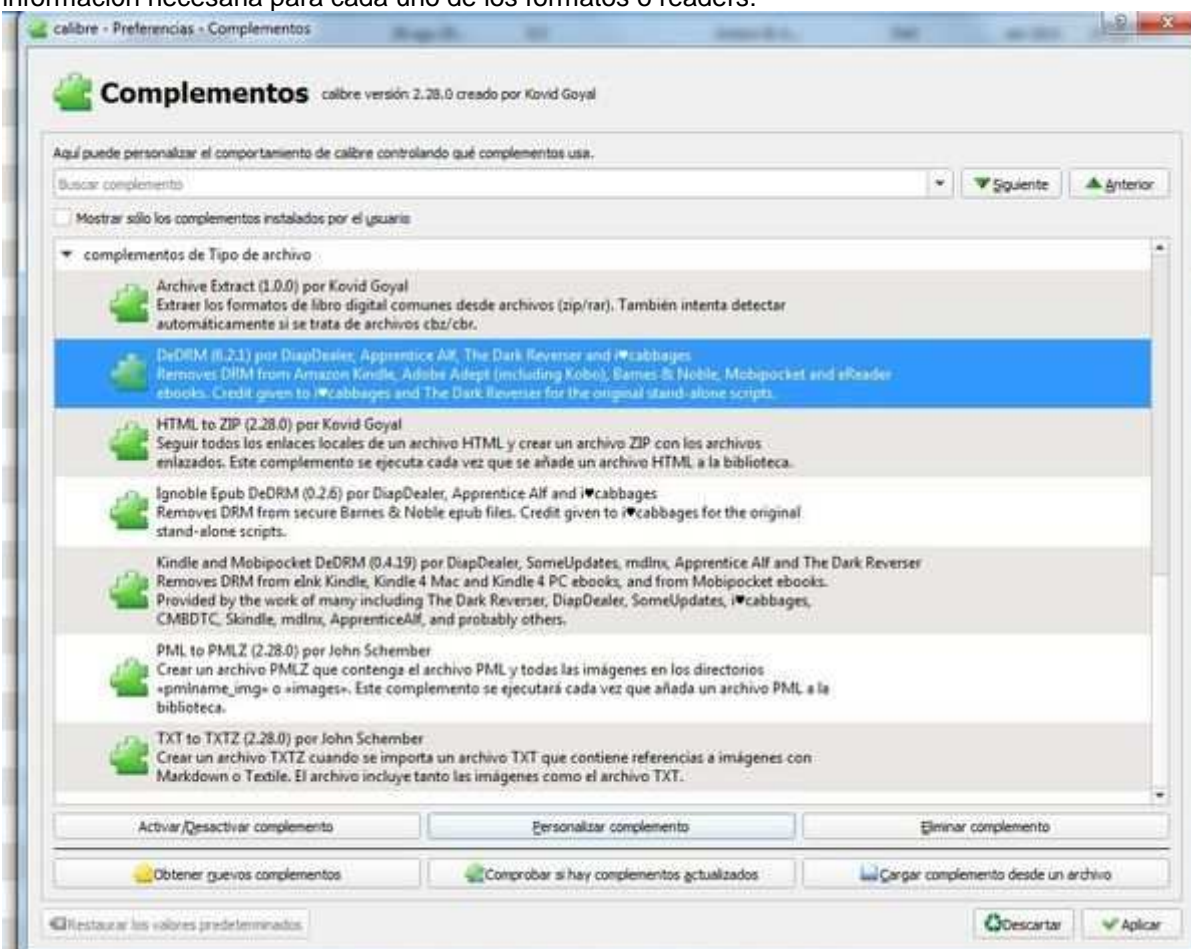 información necesaria para cada uno de los formatos o readers.
calibre - Preferencias - Complementos
Complementos calibre versión 2.28.0 creado por Kovid Goyal
Aquí puede personalizar el comportamiento de calibre controlando qué complementos usa.
Buscar complemento
Siguiente
Anterior
Mostrar sólo los complementos instalados por el usuario
complementos de Tipo de archivo
Archive Extract (1.0.0) por Kovid Goyal
Extraer los formatos de libro digital comunes desde archivos (zip/rar). También intenta detectar
automáticamente si se trata de archivos cbz/cbr.
DeDRM (6.2.1) por DiapDealer, Apprentice Alf, The Dark Reverser and i♥cabbages
Removes DRM from Amazon Kindle, Adobe Adept (including Kobo), Barnes & Noble, Mobipocket and eReader
ebooks. Credit given to i♥cabbages and The Dark Reverser for the original stand-alone scripts.
HTML to ZIP (2.28.0) por Kovid Goyal
Seguir todos los enlaces locales de un archivo HTML y crear un archivo ZIP con los archivos
enlazados. Este complemento se ejecuta cada vez que se añade un archivo HTML a la biblioteca.
Ignoble Epub DeDRM (0.2.6) por DiapDealer, Apprentice Alf and i♥cabbages
Removes DRM from secure Barnes & Noble epub files. Credit given to i♥cabbages for the original
stand-alone scripts.
Kindle and Mobipocket DeDRM (0.4.19) por DiapDealer, SomeUpdates, mdlnx, Apprentice Alf and The Dark Reverser
Removes DRM from eInk Kindle, Kindle 4 Mac and Kindle 4 PC ebooks, and from Mobipocket ebooks.
Provided by the work of many including The Dark Reverser, DiapDealer, SomeUpdates, i♥cabbages,
CMBDTC, Skindle, mdlnx, ApprenticeAlf, and probably others.
PML to PMLZ (2.28.0) por John Schember
Crear un archivo PMLZ que contenga el archivo PML y todas las imágenes en los directorios
«pmlname_img» o «images». Este complemento se ejecutará cada vez que añada un archivo PML a la
biblioteca.
TXT to TXTZ (2.28.0) por John Schember
Crear un archivo TXTZ cuando se importa un archivo TXT que contiene referencias a imágenes con
Markdown o Textile. El archivo incluye tanto las imágenes como el archivo TXT.
Activar/Desactivar complemento
Personalizar complemento
Eliminar complemento
Obtener nuevos complementos
Comprobar si hay complementos actualizados
Cargar complemento desde un archivo
Restaurar los valores predeterminados
Descartar
Aplicar